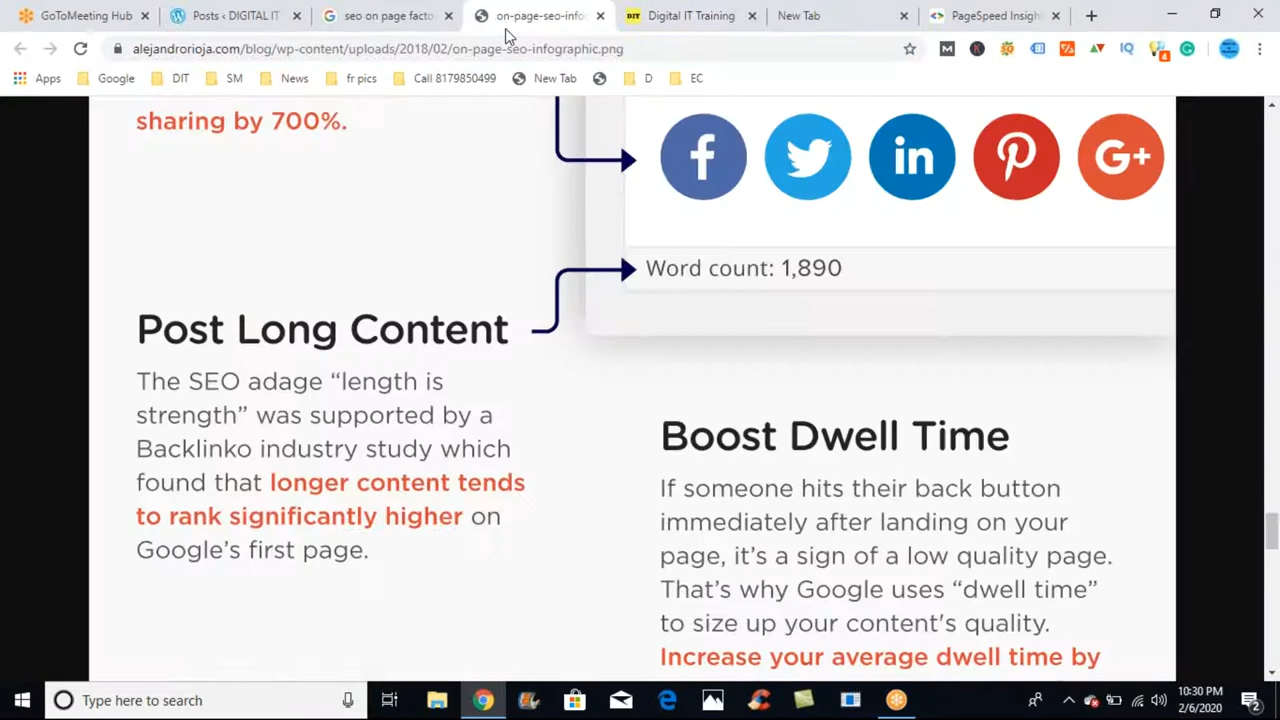 GoToMeeting Hub
Posts ‹ DIGITAL IT
seo on page facto
on-page-seo-info
DIT
Digital IT Training
New Tab
PageSpeed Insigh
alejandrorioja.com/blog/wp-content/uploads/2018/02/on-page-seo-infographic.png
Apps
Google
DIT
SM
News
fr pics
Call 8179850499
New Tab
D
EC
sharing by 700%.
Word count: 1,890
Post Long Content
The SEO adage “length is
strength” was supported by a
Backlinko industry study which
found that longer content tends
to rank significantly higher on
Google’s first page.
Boost Dwell Time
If someone hits their back button
immediately after landing on your
page, it’s a sign of a low quality page.
That’s why Google uses “dwell time”
to size up your content's quality.
Increase your average dwell time by
Type here to search
10:30 PM
2/6/2020